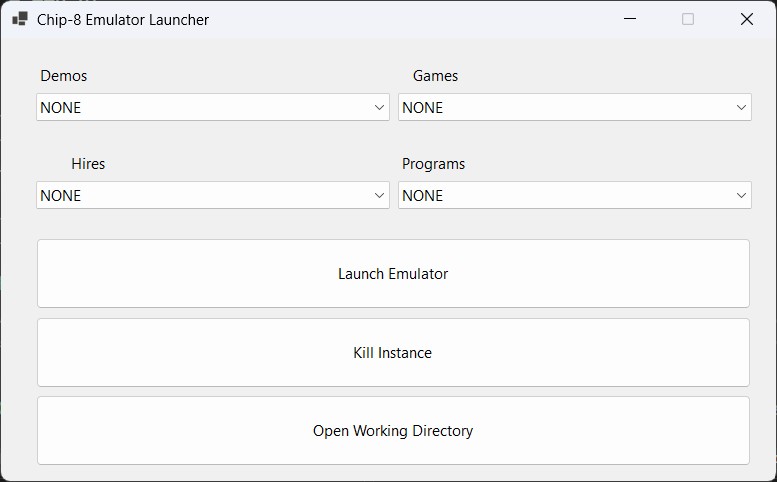 Chip-8 Emulator Launcher
Demos
Games
NONE
NONE
Hires
Programs
NONE
NONE
Launch Emulator
Kill Instance
Open Working Directory